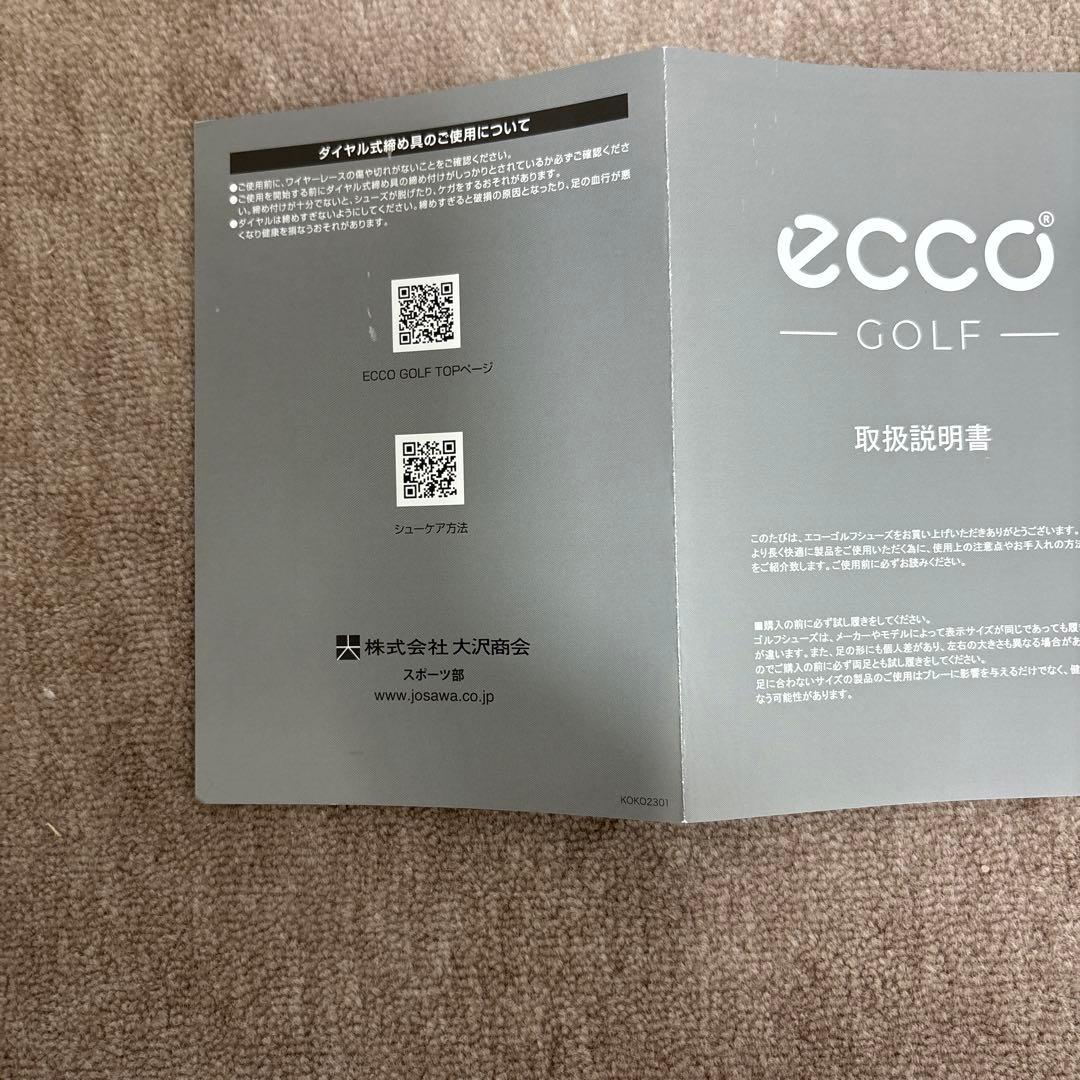 ダイヤル式締め具のご使用について
●ご使用前に、ワイヤーレースの傷や切れがないことをご確認ください。
●ご使用を開始する前にダイヤル式締め具の締め付けがしっかりとされているか必ずご確認くださ
い。締め付けが十分でないと、シューズが脱げたり、ケガをするおそれがあります。
●ダイヤルは締めすぎないようにしてください。締めすぎると破損の原因となったり、足の血行が悪
くなり健康を損なうおそれがあります。
ECCO GOLF TOPページ
シューケア方法
株式会社 大沢商会
スポーツ部
www.josawa.co.jp
KOKO2301
ecco®
GOLF
取扱説明書
このたびは、エコーゴルフシューズをお買い上げいただきありがとうございます。
より長く快適に製品をご使用いただく為に、使用上の注意点やお手入れの方法
をご紹介致します。ご使用前に必ずお読みください。
■購入の前に必ず試し履きをしてください。
ゴルフシューズは、メーカーやモデルによって表示サイズが同じであっても履き
が違います。また、足の形にも個人差があり、左右の大きさも異なる場合があ
のでご購入の前に必ず両足とも試し履きをしてください。
足に合わないサイズの製品のご使用はプレーに影響を与えるだけでなく、健
なう可能性があります。